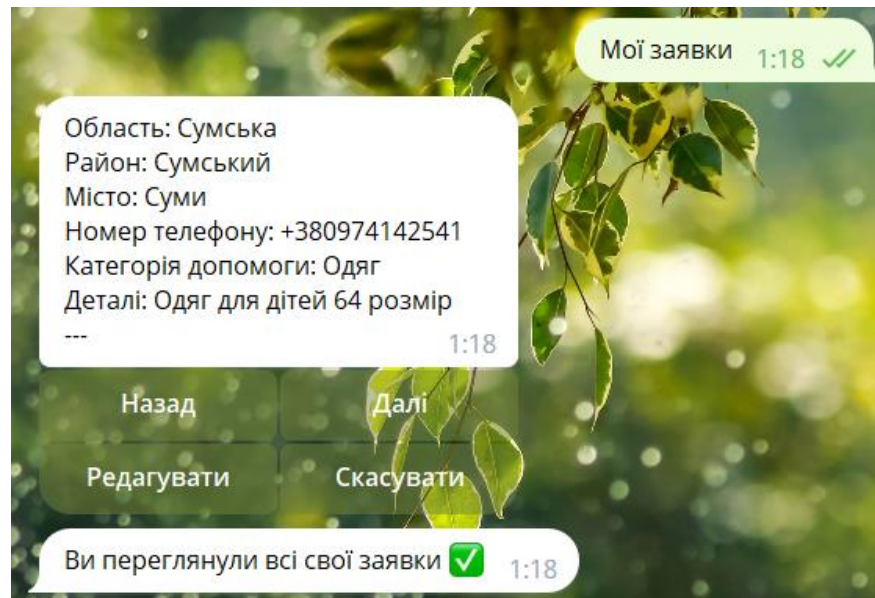 Мої заявки 1:18
Область: Сумська
Район: Сумський
Місто: Суми
Номер телефону: +380974142541
Категорія допомоги: Одяг
Деталі: Одяг для дітей 64 розмір
---
1:18
Назад Далі
Редагувати Скасувати
Ви переглянули всі свої заявки ✅ 1:18